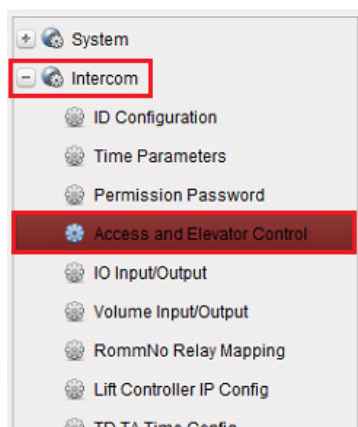 System
Intercom
ID Configuration
Time Parameters
Permission Password
Access and Elevator Control
IO Input/Output
Volume Input/Output
RommNo Relay Mapping
Lift Controller IP Config